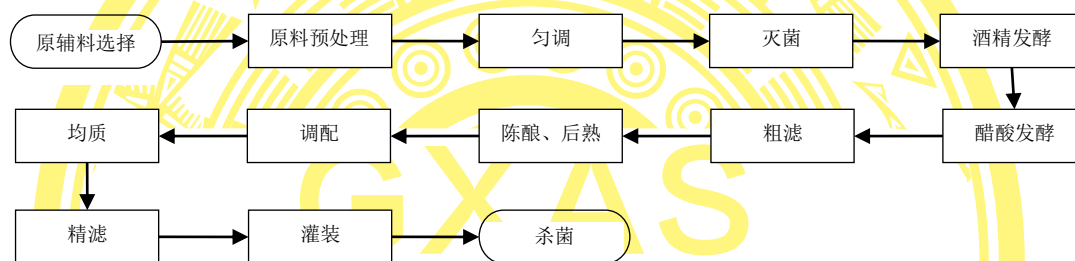 原辅料选择
原料预处理
匀调
灭菌
酒精发酵
醋酸发酵
粗滤
陈酿、后熟
调配
均质
精滤
灌装
杀菌
GXAS